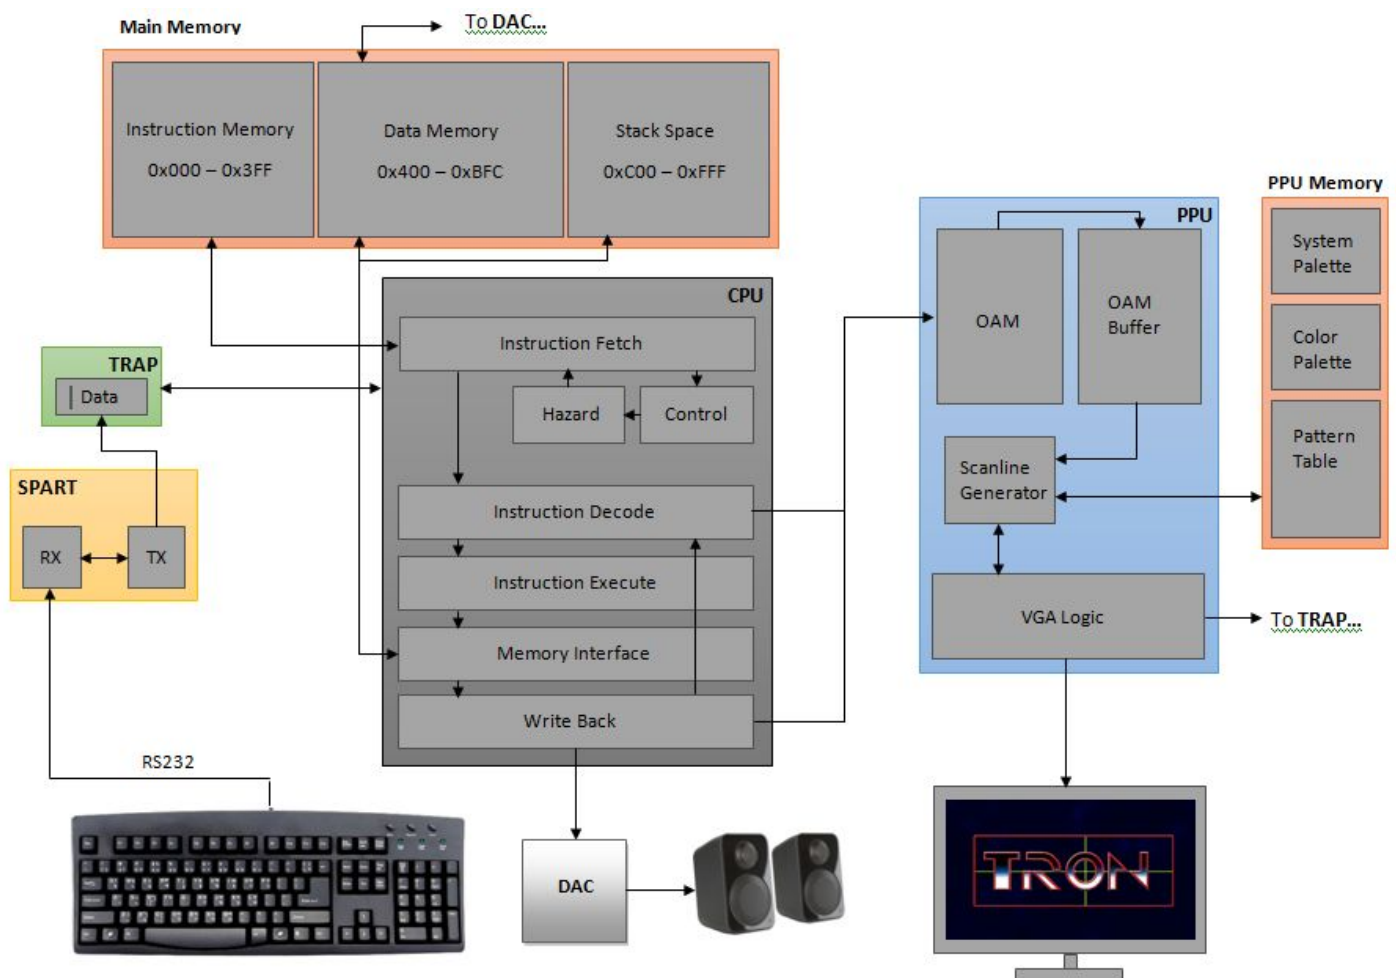 Main Memory
To DAC...
Instruction Memory
0x000 – 0x3FF
Data Memory
0x400 – 0xBFC
Stack Space
0xC00 – 0xFFF
CPU
Instruction Fetch
Hazard
Control
Instruction Decode
Instruction Execute
Memory Interface
Write Back
TRAP
Data
SPART
RX
TX
RS232
DAC
PPU
OAM
OAM
Buffer
Scanline
Generator
VGA Logic
To TRAP...
PPU Memory
System
Palette
Color
Palette
Pattern
Table
TRON